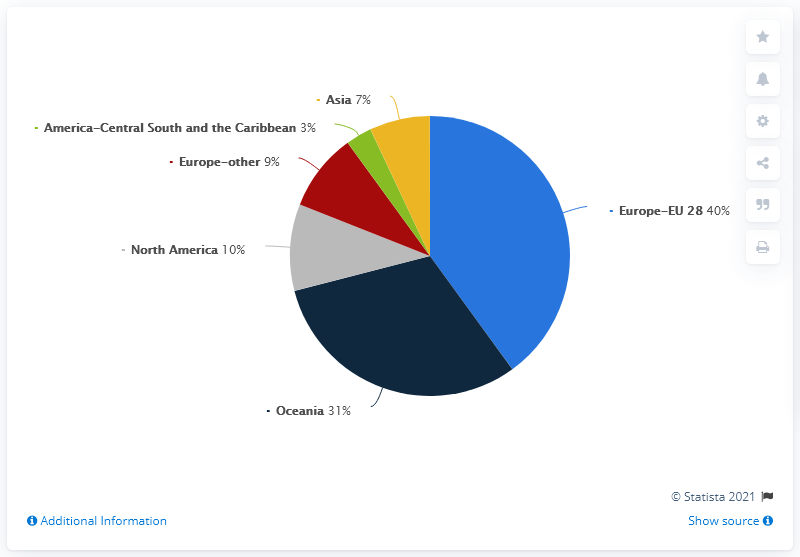 Asia 7%
America–Central South and the Caribbean 3%
Europe–other 9%
Europe–EU 28 40%
North America 10%
Oceania 31%
© Statista 2021
Additional Information
Show source